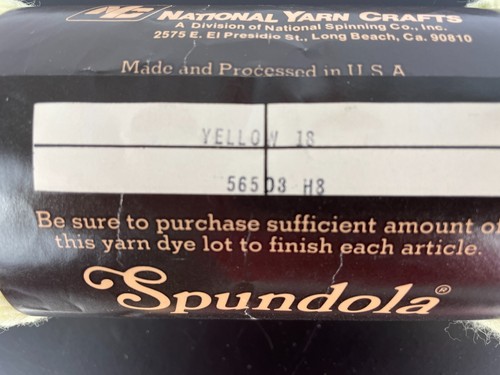 NATIONAL YARN CRAFTS
A Division of National Spinning Co., Inc.
2575 E. El Presidio St., Long Beach, Ca. 90810
Made and Processed in U.S.A.
YELLOW 18
56503 H8
Be sure to purchase sufficient amount of
this yarn dye lot to finish each article.
Spundola®